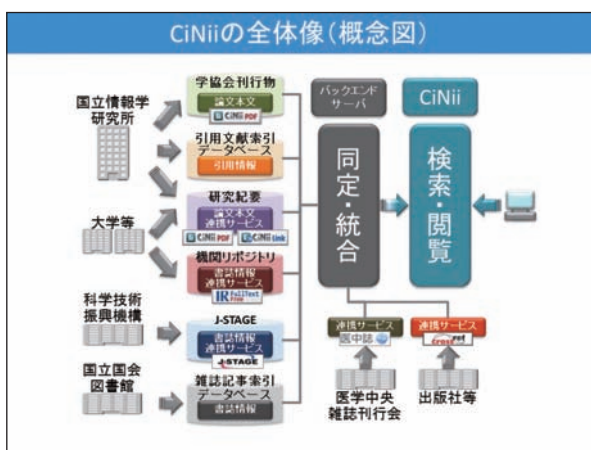 CiNiiの全体像(概念図)
国立情報学
研究所
大学等
科学技術
振興機構
国立国会
図書館
学協会刊行物
論文本文
CiNii PDF
引用文献索引
データベース
引用情報
研究紀要
論文本文
連携サービス
CiNii PDF
CiNii Link
機関リポジトリ
書誌情報
連携サービス
IR FullText Free
J-STAGE
書誌情報
連携サービス
J-STAGE
雑誌記事索引
データベース
書誌情報
バックエンド
サーバ
同定・統合
CiNii
検索・閲覧
連携サービス
医中誌
医学中央
雑誌刊行会
連携サービス
crossref
出版社等